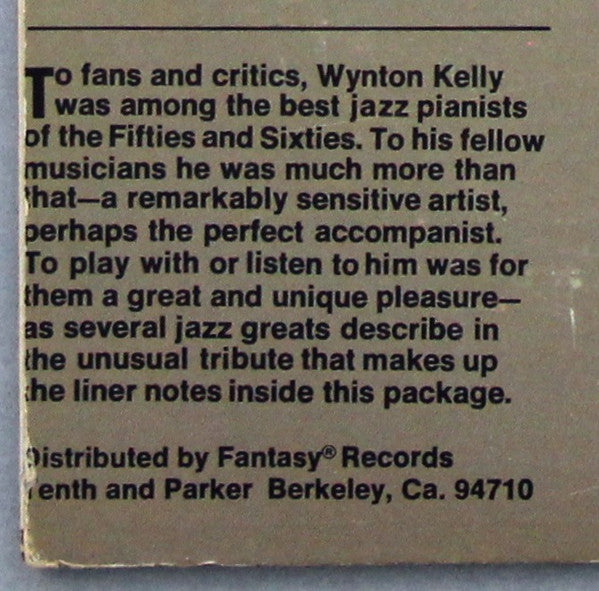 To fans and critics, Wynton Kelly
was among the best jazz pianists
of the Fifties and Sixties. To his fellow
musicians he was much more than
that—a remarkably sensitive artist,
perhaps the perfect accompanist.
To play with or listen to him was for
them a great and unique pleasure—
as several jazz greats describe in
the unusual tribute that makes up
the liner notes inside this package.
Distributed by Fantasy® Records
Tenth and Parker Berkeley, Ca. 94710